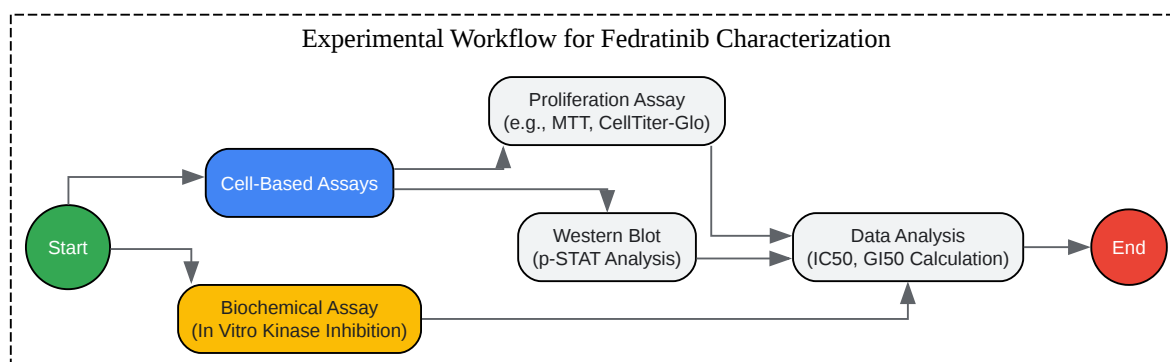 Experimental Workflow for Fedratinib Characterization
Proliferation Assay
(e.g., MTT, CellTiter-Glo)
Cell-Based Assays
Start
Western Blot
(p-STAT Analysis)
Data Analysis
(IC50, GI50 Calculation)
End
Biochemical Assay
(In Vitro Kinase Inhibition)